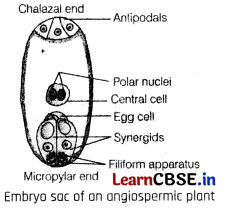 Chalazal end
Antipodals
Polar nuclei
Central cell
Egg cell
Synergids
Filiform apparatus
Micropylar end
LearnCBSE.in
Embryo sac of an angiospermic plant